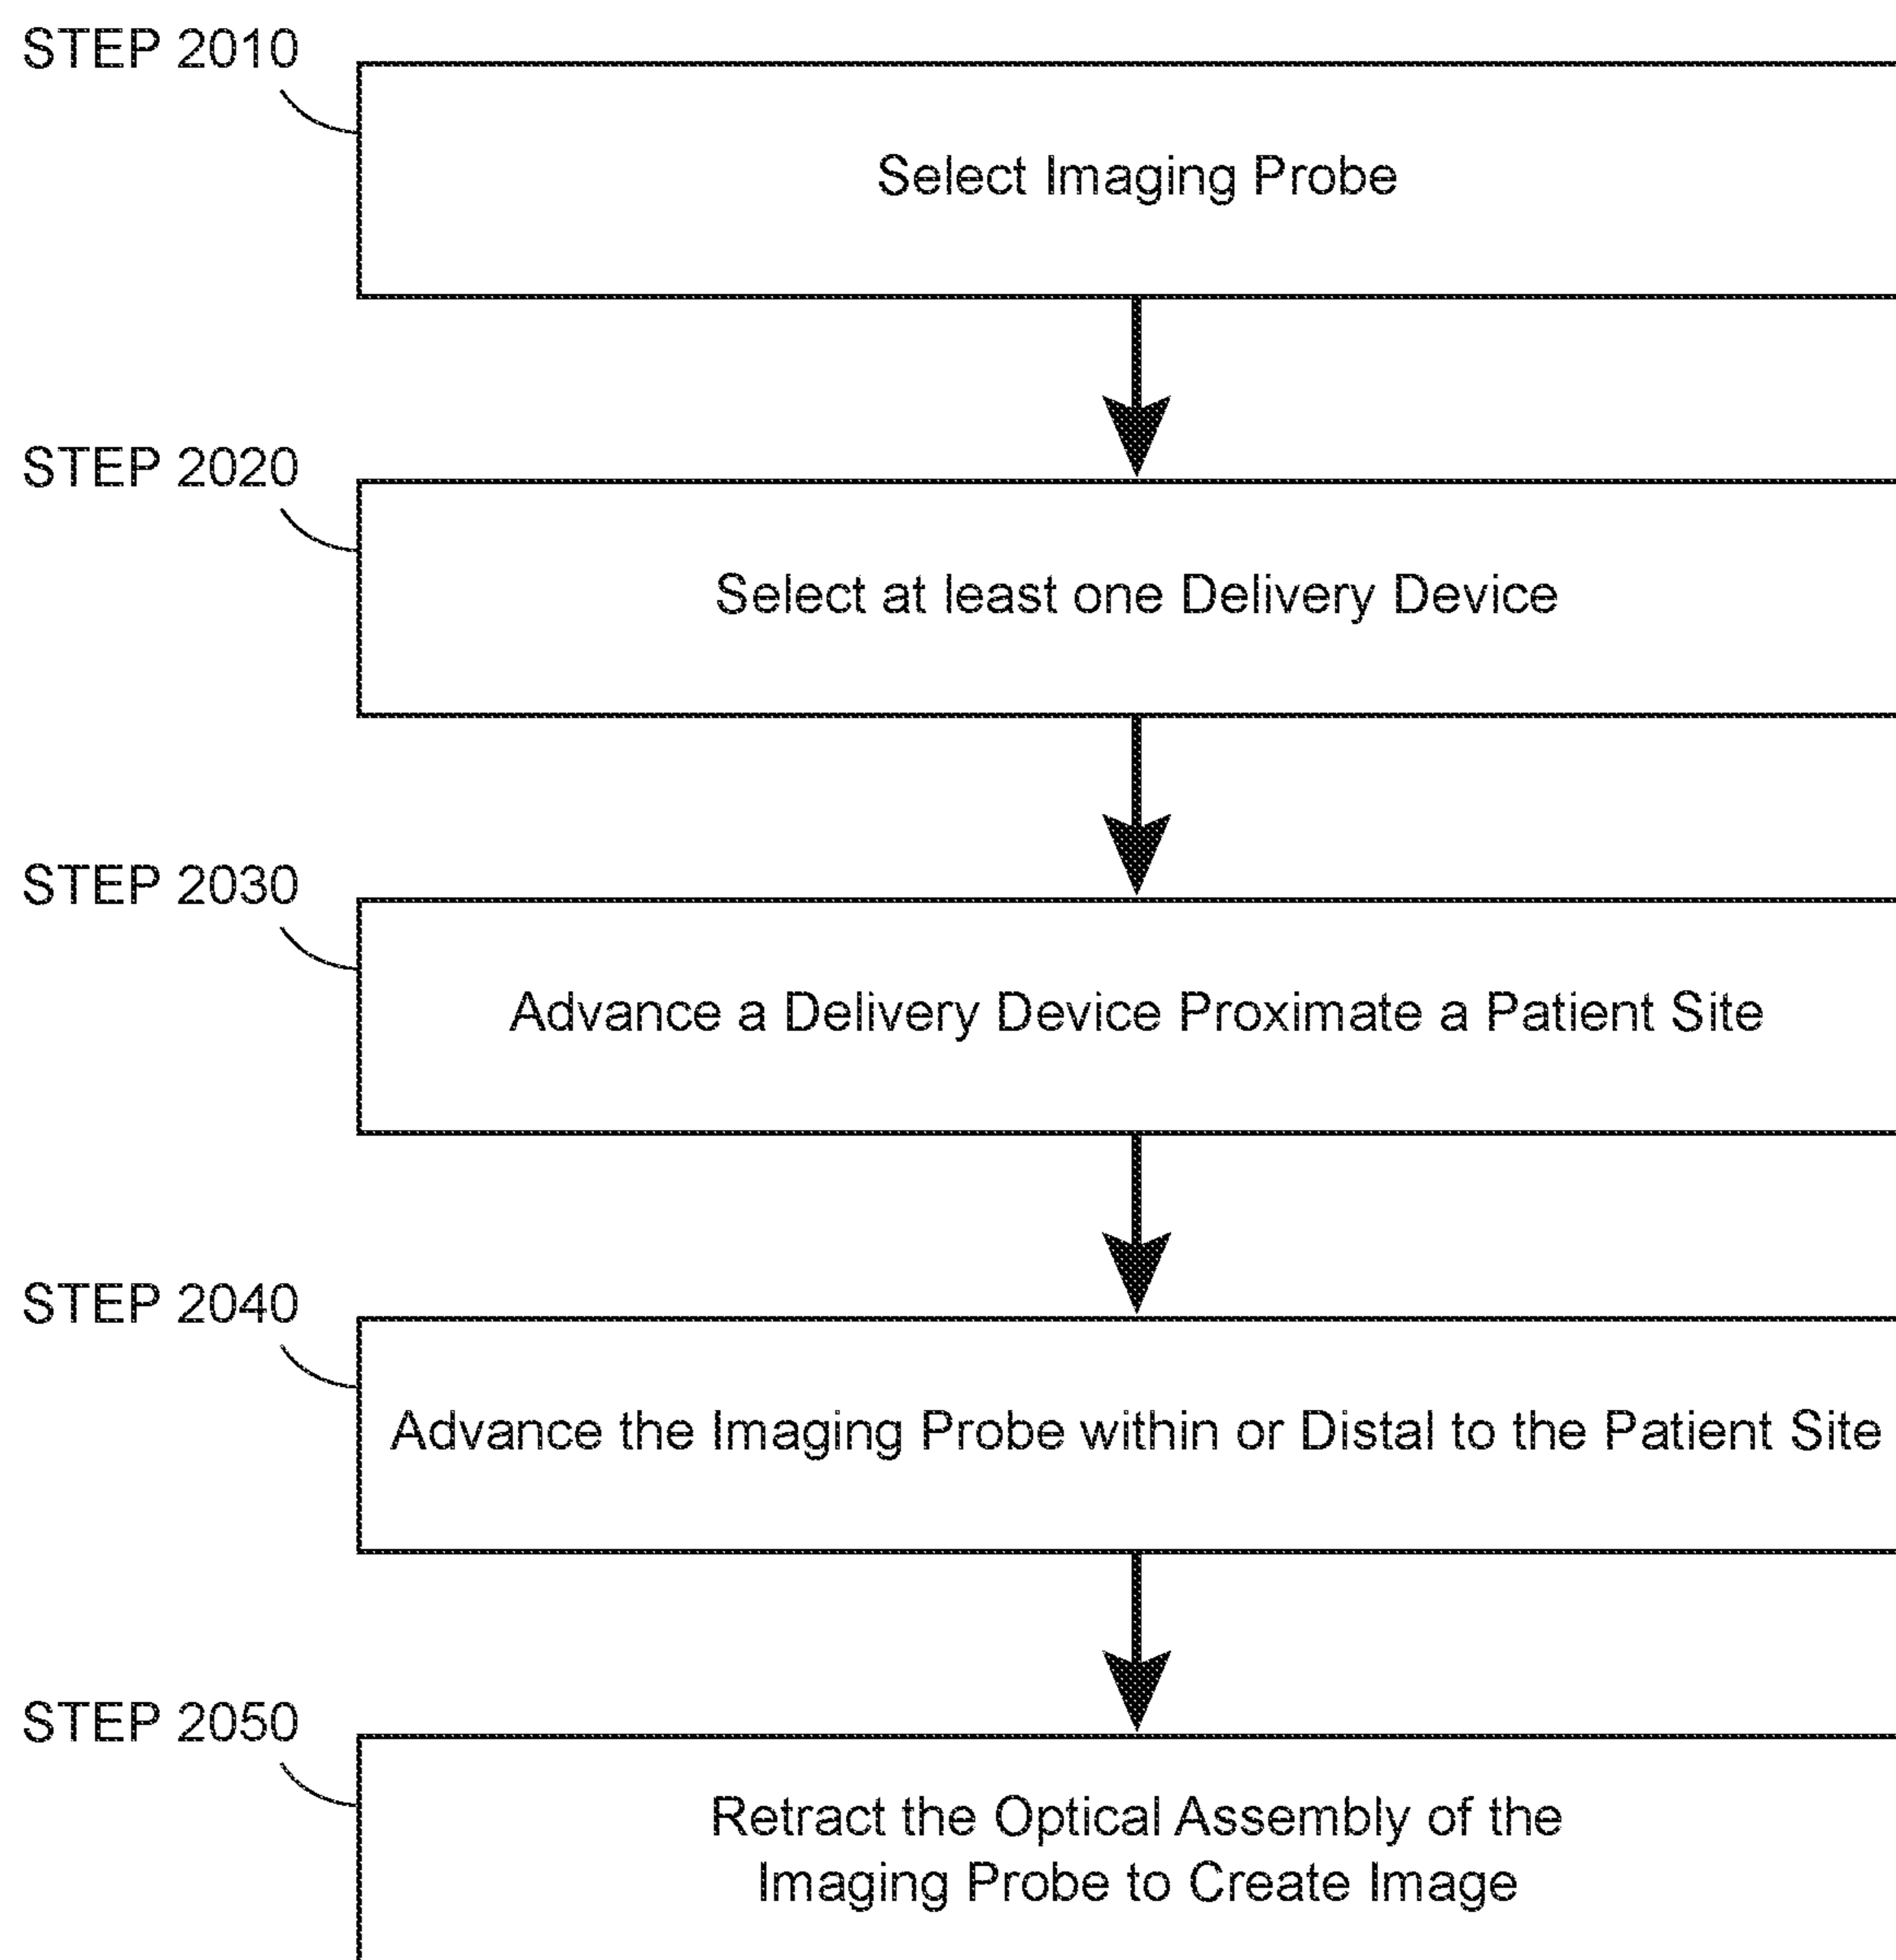 STEP 2010
Select Imaging Probe
STEP 2020
Select at least one Delivery Device
STEP 2030
Advance a Delivery Device Proximate a Patient Site
STEP 2040
Advance the Imaging Probe within or Distal to the Patient Site
STEP 2050
Retract the Optical Assembly of the
Imaging Probe to Create Image